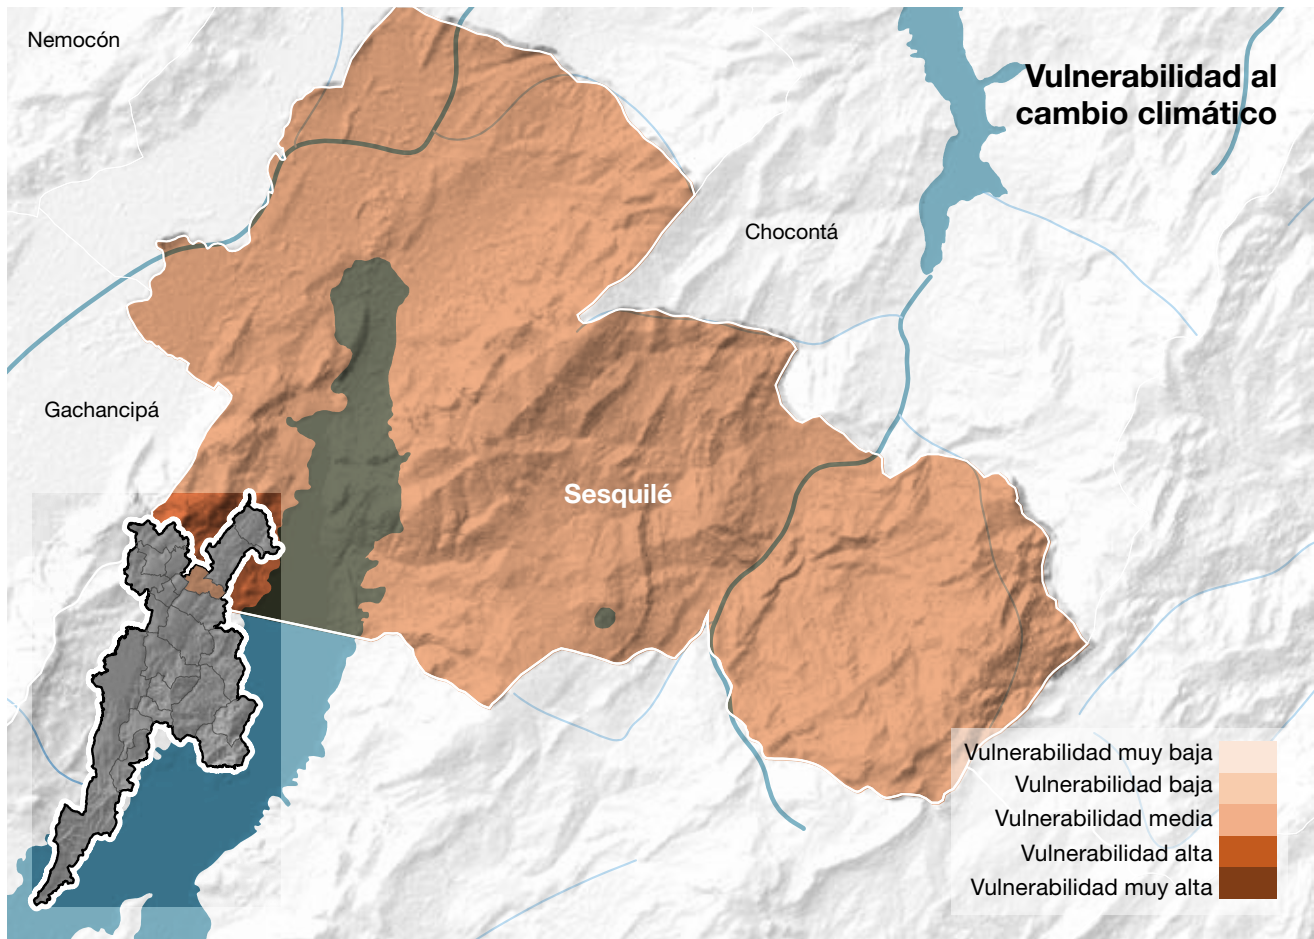 Nemocón
Vulnerabilidad al
cambio climático
Chocontá
Gachancipá
Sesquilé
Vulnerabilidad muy baja
Vulnerabilidad baja
Vulnerabilidad media
Vulnerabilidad alta
Vulnerabilidad muy alta